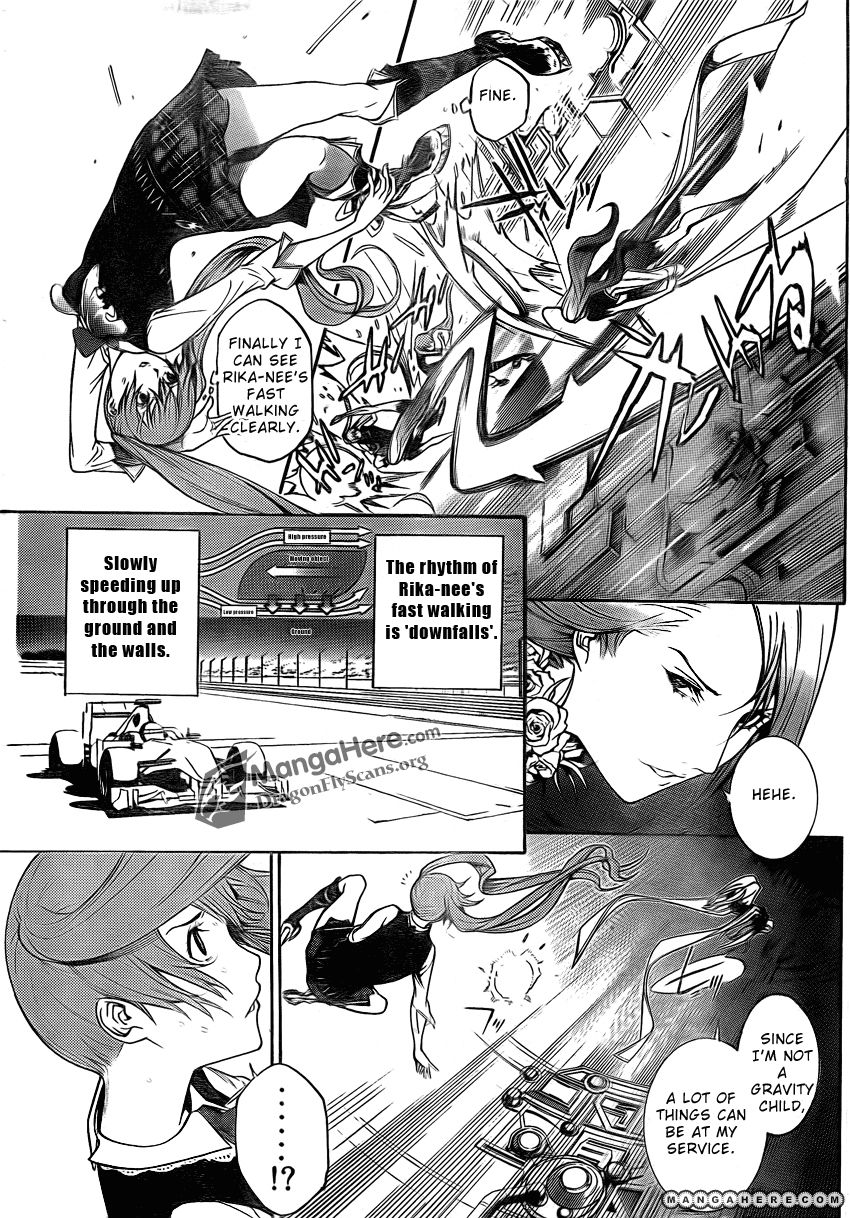 FINE.
FINALLY I
CAN SEE
RIKA-NEE'S
FAST
WALKING
CLEARLY.
The rhythm of
Rika-nee's
fast walking
is 'downfalls'.
High pressure
Moving object
Low pressure
Ground
Slowly
speeding up
through the
ground and
the walls.
MangaHere.com
DragonFlyScans.org
HEHE.
SINCE
I'M NOT
A
GRAVITY
CHILD,
A LOT OF
THINGS CAN
BE AT MY
SERVICE.
.......!?
MANGAHERE.COM